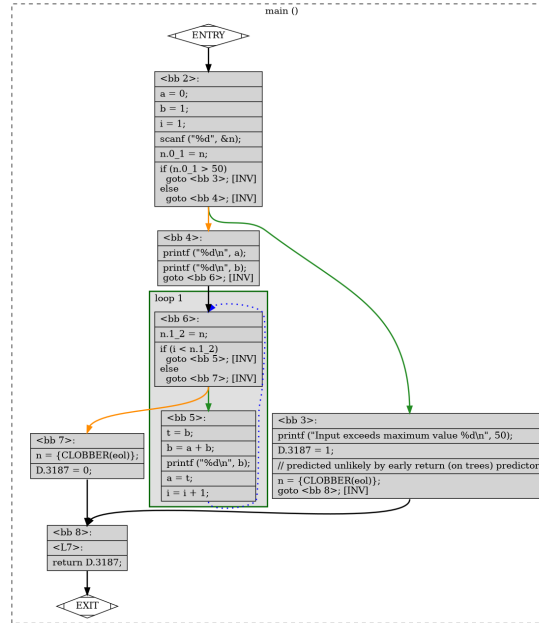 main ()
ENTRY
<bb 2>:
a = 0;
b = 1;
i = 1;
scanf ("%d", &n);
n.0_1 = n;
if (n.0_1 > 50)
goto <bb 3>; [INV]
else
goto <bb 4>; [INV]
<bb 4>:
printf ("%d\n", a);
printf ("%d\n", b);
goto <bb 6>; [INV]
loop 1
<bb 6>:
n.1_2 = n;
if (i < n.1_2)
goto <bb 5>; [INV]
else
goto <bb 7>; [INV]
<bb 5>:
t = b;
b = a + b;
printf ("%d\n", b);
a = t;
i = i + 1;
<bb 3>:
printf ("Input exceeds maximum value %d\n", 50);
D.3187 = 1;
// predicted unlikely by early return (on trees) predictor
n = {CLOBBER(eol)};
goto <bb 8>; [INV]
<bb 7>:
n = {CLOBBER(eol)};
D.3187 = 0;
<bb 8>:
<L7>:
return D.3187;
EXIT